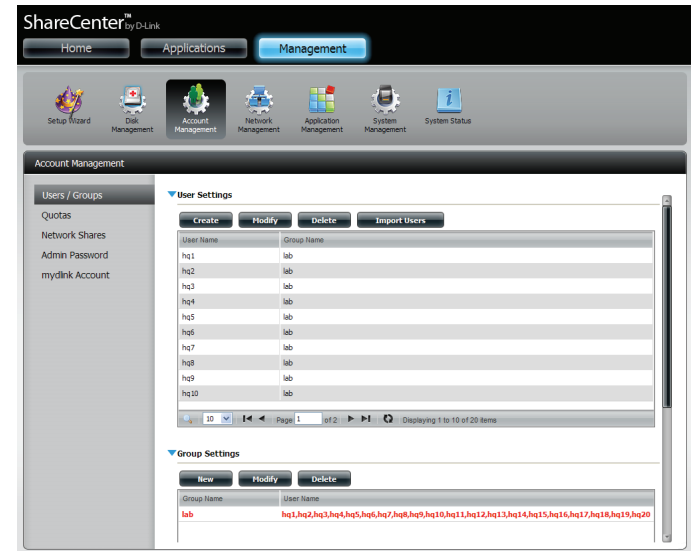 ShareCenter™ by D-Link
Home Applications Management
Setup Wizard Disk Management Account Management Network Management Application Management System Management System Status
Account Management
Users / Groups
Quotas
Network Shares
Admin Password
mydlink Account
User Settings
Create Modify Delete Import Users
User Name Group Name
hq1 lab
hq2 lab
hq3 lab
hq4 lab
hq5 lab
hq6 lab
hq7 lab
hq8 lab
hq9 lab
hq10 lab
10 Page 1 of 2 Displaying 1 to 10 of 20 items
Group Settings
New Modify Delete
Group Name User Name
lab hq1,hq2,hq3,hq4,hq5,hq6,hq7,hq8,hq9,hq10,hq11,hq12,hq13,hq14,hq15,hq16,hq17,hq18,hq19,hq20